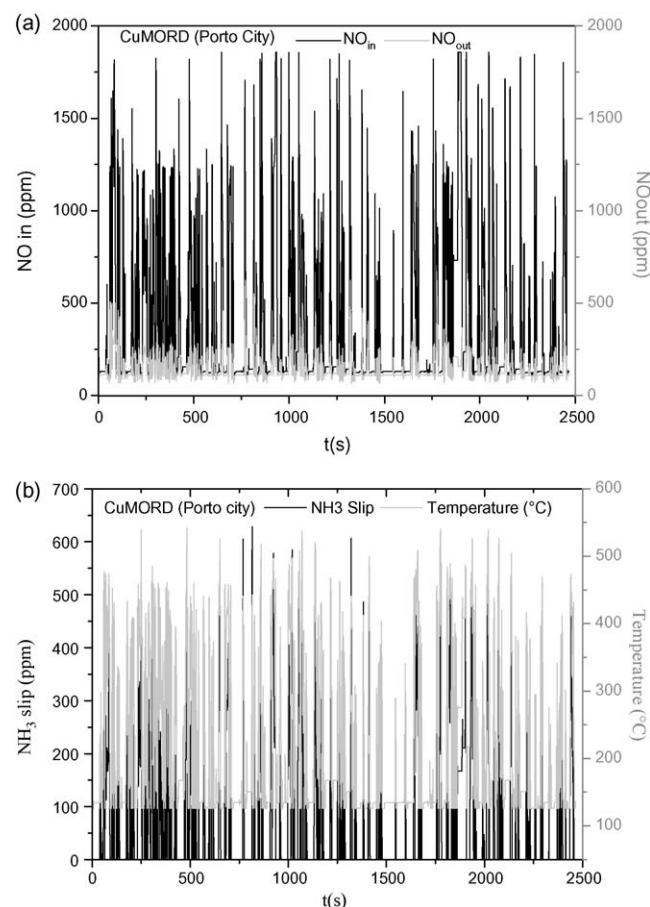 (a)
CuMORD (Porto City) NOin NOout
2000 2000
1500 1500
1000 1000
500 500
0 0
NO in (ppm)
NOout (ppm)
0 500 1000 1500 2000 2500
t(s)
(b)
CuMORD (Porto city) NH3 Slip Temperature (°C)
700
600
500
400
300
200
100
0
NH3 slip (ppm)
600
500
400
300
200
100
Temperature (°C)
0 500 1000 1500 2000 2500
t(s)